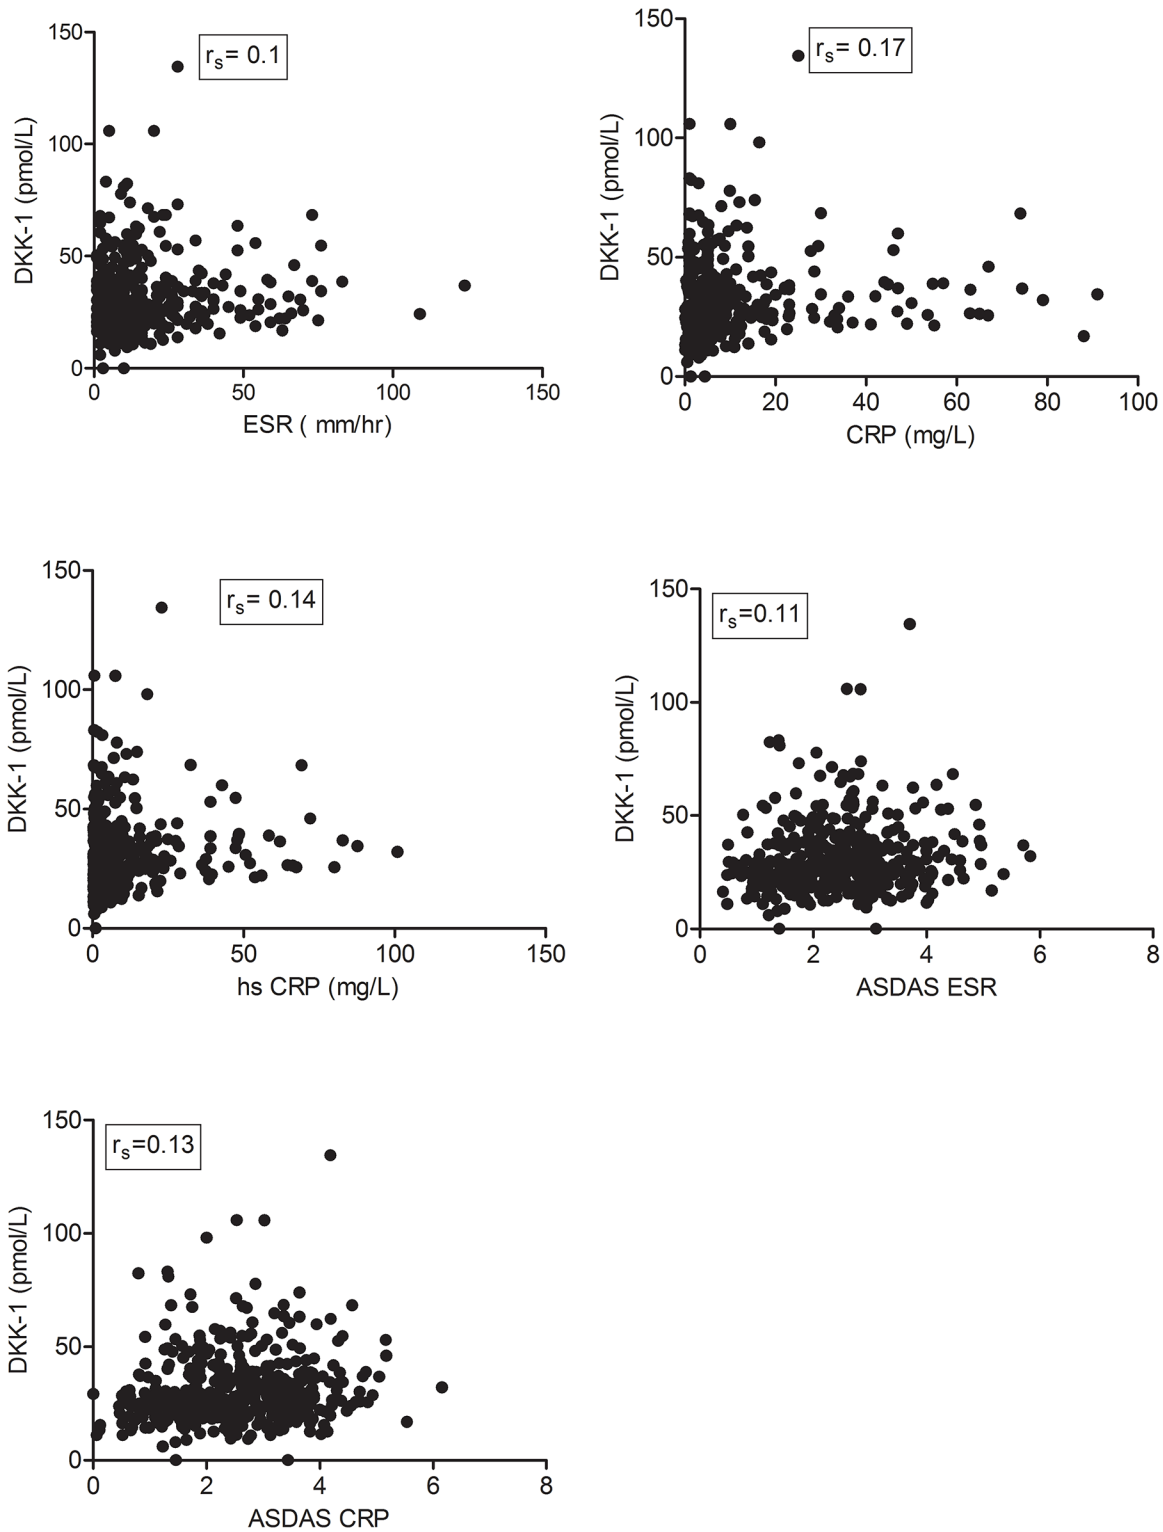 150
100
50
0
DKK-1 (pmol/L)
rs= 0.1
0 50 100 150
ESR ( mm/hr)
150
100
50
0
DKK-1 (pmol/L)
rs= 0.17
0 20 40 60 80 100
CRP (mg/L)
150
100
50
0
DKK-1 (pmol/L)
rs= 0.14
0 50 100 150
hs CRP (mg/L)
150
100
50
0
DKK-1 (pmol/L)
rs=0.11
0 2 4 6 8
ASDAS ESR
150
100
50
0
DKK-1 (pmol/L)
rs=0.13
0 2 4 6 8
ASDAS CRP